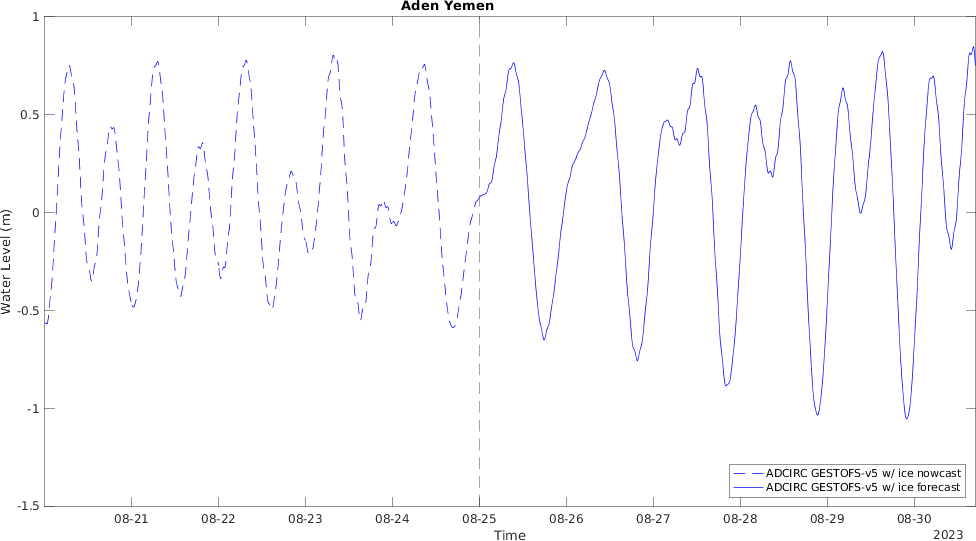 Aden Yemen
1
0.5
0
-0.5
-1
-1.5
Water Level (m)
ADCIRC GESTOFS-v5 w/ ice nowcast
ADCIRC GESTOFS-v5 w/ ice forecast
08-21 08-22 08-23 08-24 08-25 08-26 08-27 08-28 08-29 08-30
Time
2023